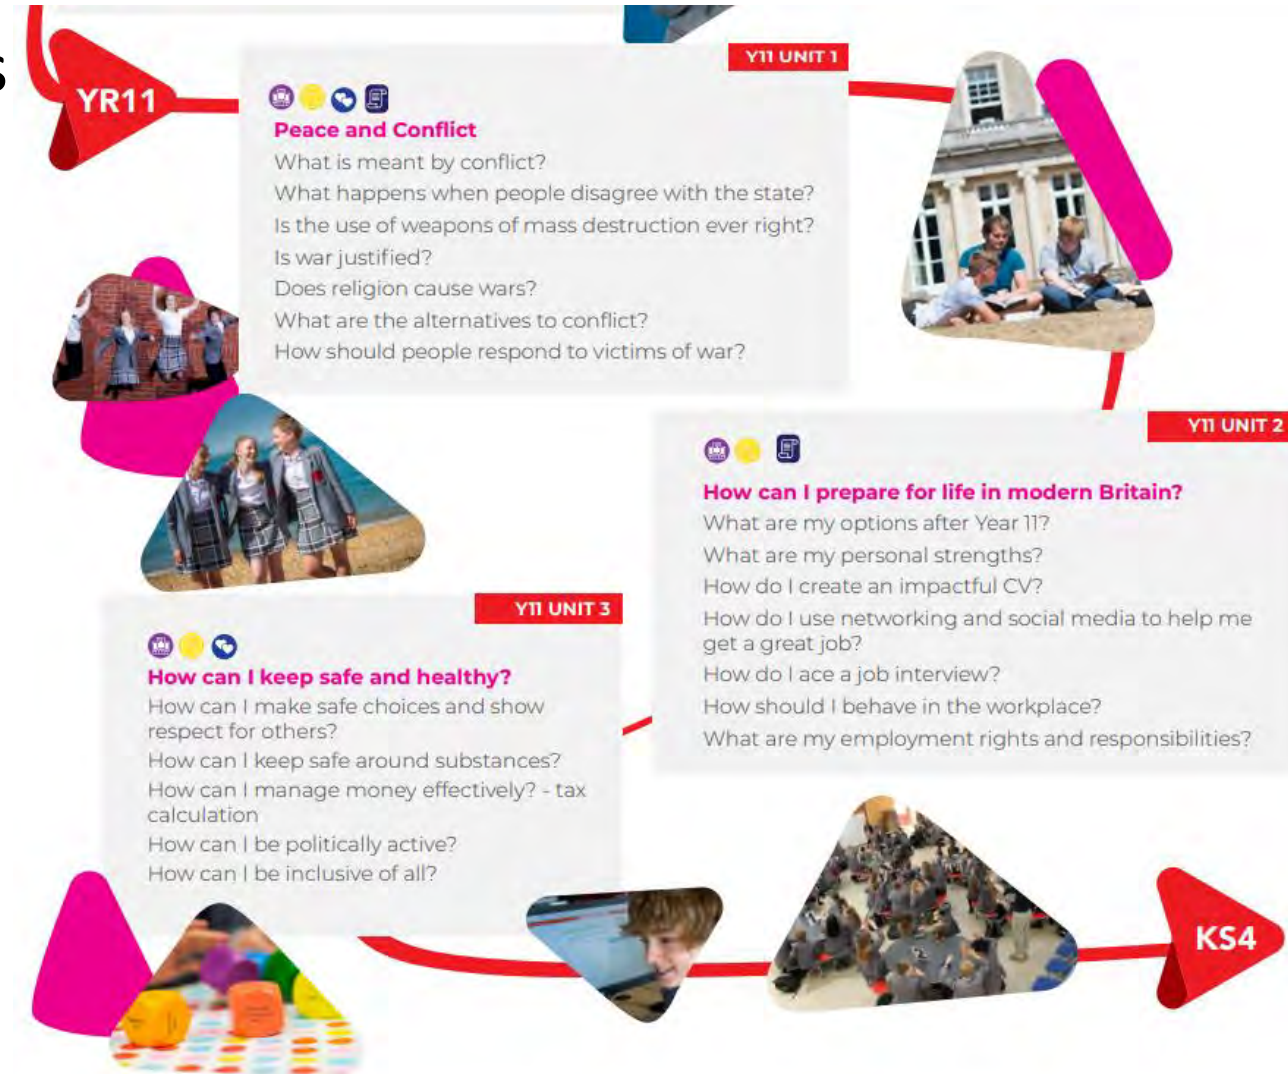 S
YR11
Y11 UNIT 1
Peace and Conflict
What is meant by conflict?
What happens when people disagree with the state?
Is the use of weapons of mass destruction ever right?
Is war justified?
Does religion cause wars?
What are the alternatives to conflict?
How should people respond to victims of war?
Y11 UNIT 2
How can I prepare for life in modern Britain?
What are my options after Year 11?
What are my personal strengths?
How do I create an impactful CV?
How do I use networking and social media to help me
get a great job?
How do I ace a job interview?
How should I behave in the workplace?
What are my employment rights and responsibilities?
Y11 UNIT 3
How can I keep safe and healthy?
How can I make safe choices and show
respect for others?
How can I keep safe around substances?
How can I manage money effectively? - tax
calculation
How can I be politically active?
How can I be inclusive of all?
KS4